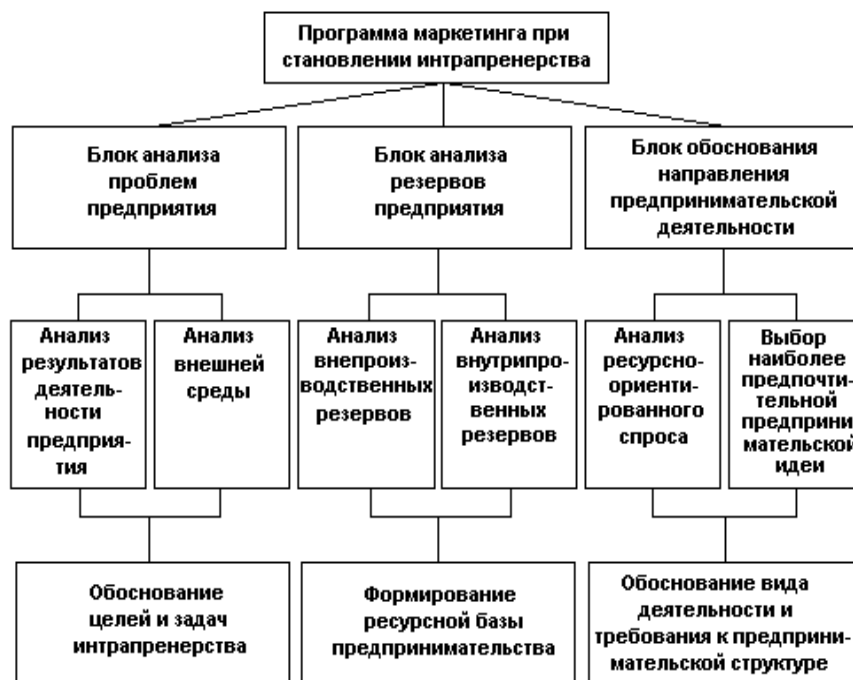 Программа маркетинга при
становлении интрапренерства
Блок анализа
проблем
предприятия
Блок анализа
резервов
предприятия
Блок обоснования
направления
предпринимательской
деятельности
Анализ
результатов
деятель-
ности
предприя-
тия
Анализ
внешней
среды
Анализ
внепроиз-
водственных
резервов
Анализ
внутрипро-
изводст-
венных
резервов
Анализ
ресурсно-
ориенти-
рованного
спроса
Выбор
наиболее
предпочти-
тельной
предприни
мательской
идеи
Обоснование
целей и задач
интрапренерства
Формирование
ресурсной базы
предпринимательства
Обоснование вида
деятельности и
требования к предприни-
мательской структуре